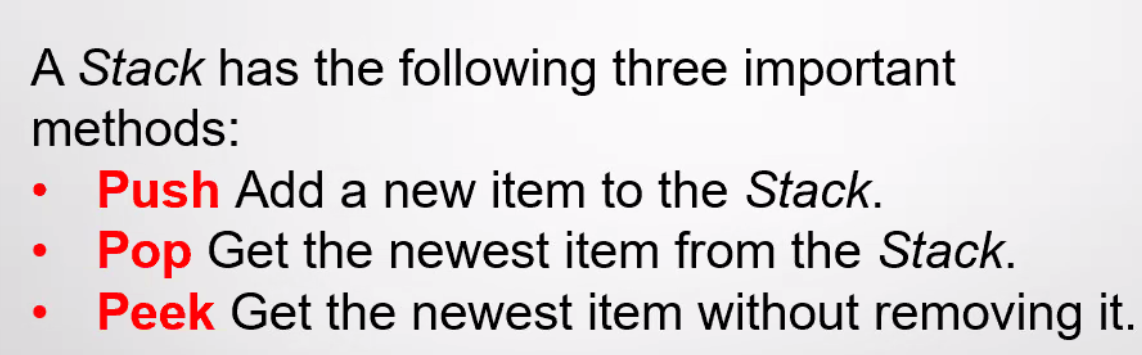 A Stack has the following three important
methods:
• Push Add a new item to the Stack.
• Pop Get the newest item from the Stack.
• Peek Get the newest item without removing it.